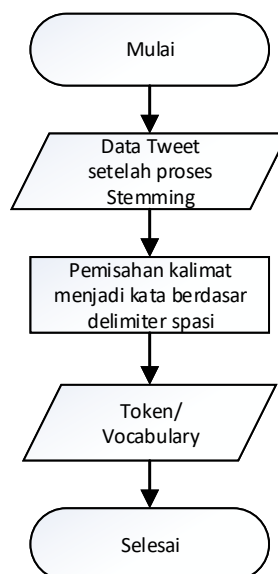 Mulai
Data Tweet
setelah proses
Stemming
Pemisahan kalimat
menjadi kata berdasar
delimiter spasi
Token/
Vocabulary
Selesai